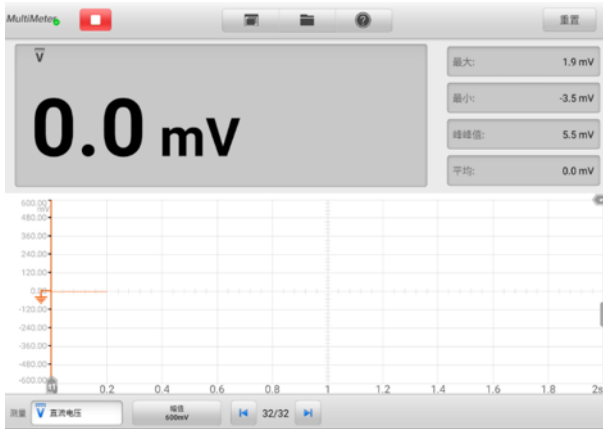 MultiMeter
重置
V
0.0 mV
最大: 1.9 mV
最小: -3.5 mV
峰峰值: 5.5 mV
平均: 0.0 mV
600.00
mV
480.00
360.00
240.00
120.00
0.00
-120.00
-240.00
-360.00
-480.00
-600.00
0.2 0.4 0.6 0.8 1 1.2 1.4 1.6 1.8 2s
测量 V 直流电压 幅值 600mV 32/32